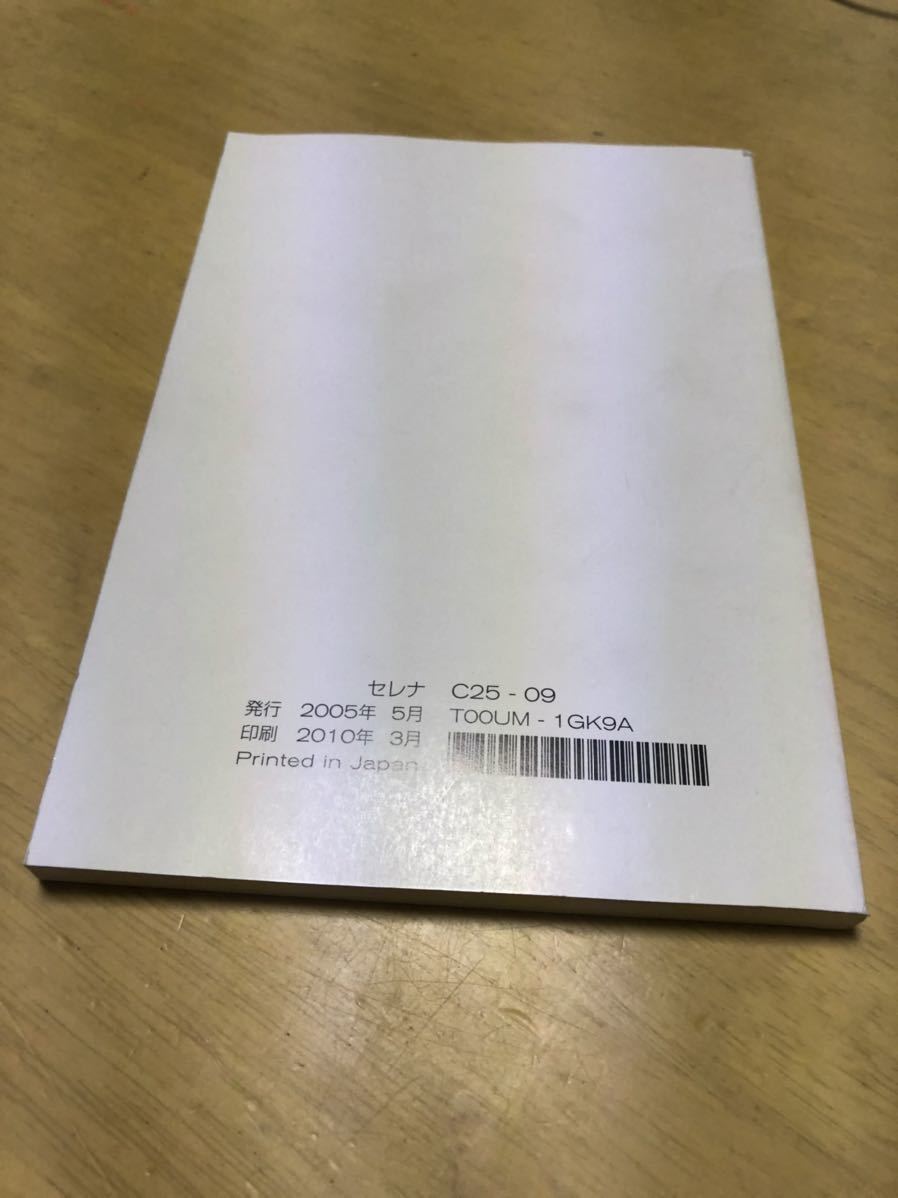 セレナ C25 - 09
発行 2005年 5月 T00UM - 1GK9A
印刷 2010年 3月
Printed in Japan